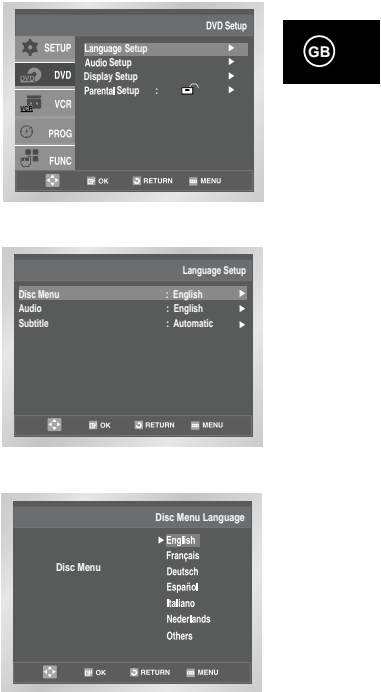 DVD Setup
GB
SETUP
DVD
VCR
PROG
FUNC
Language Setup
Audio Setup
Display Setup
Parental Setup :
OK RETURN MENU
Language Setup
Disc Menu : English
Audio : English
Subtitle : Automatic
OK RETURN MENU
Disc Menu Language
Disc Menu
English
Français
Deutsch
Español
Italiano
Nederlands
Others
OK RETURN MENU